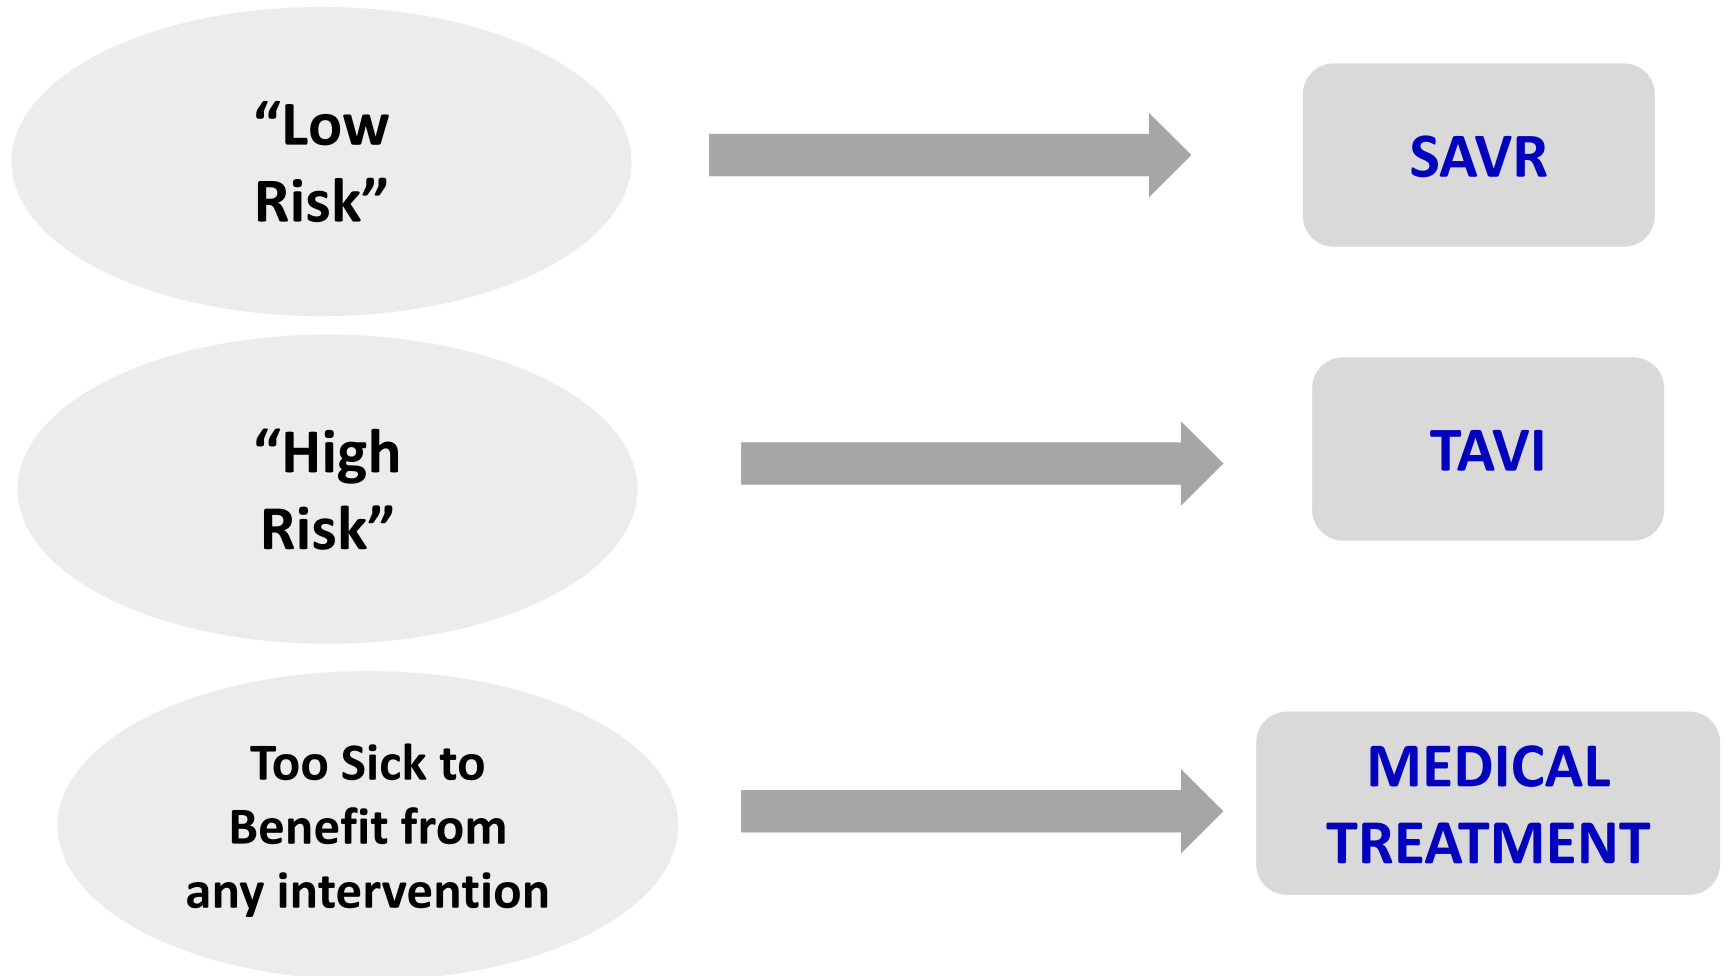 “Low
Risk”
SAVR
“High
Risk”
TAVI
Too Sick to
Benefit from
any intervention
MEDICAL
TREATMENT